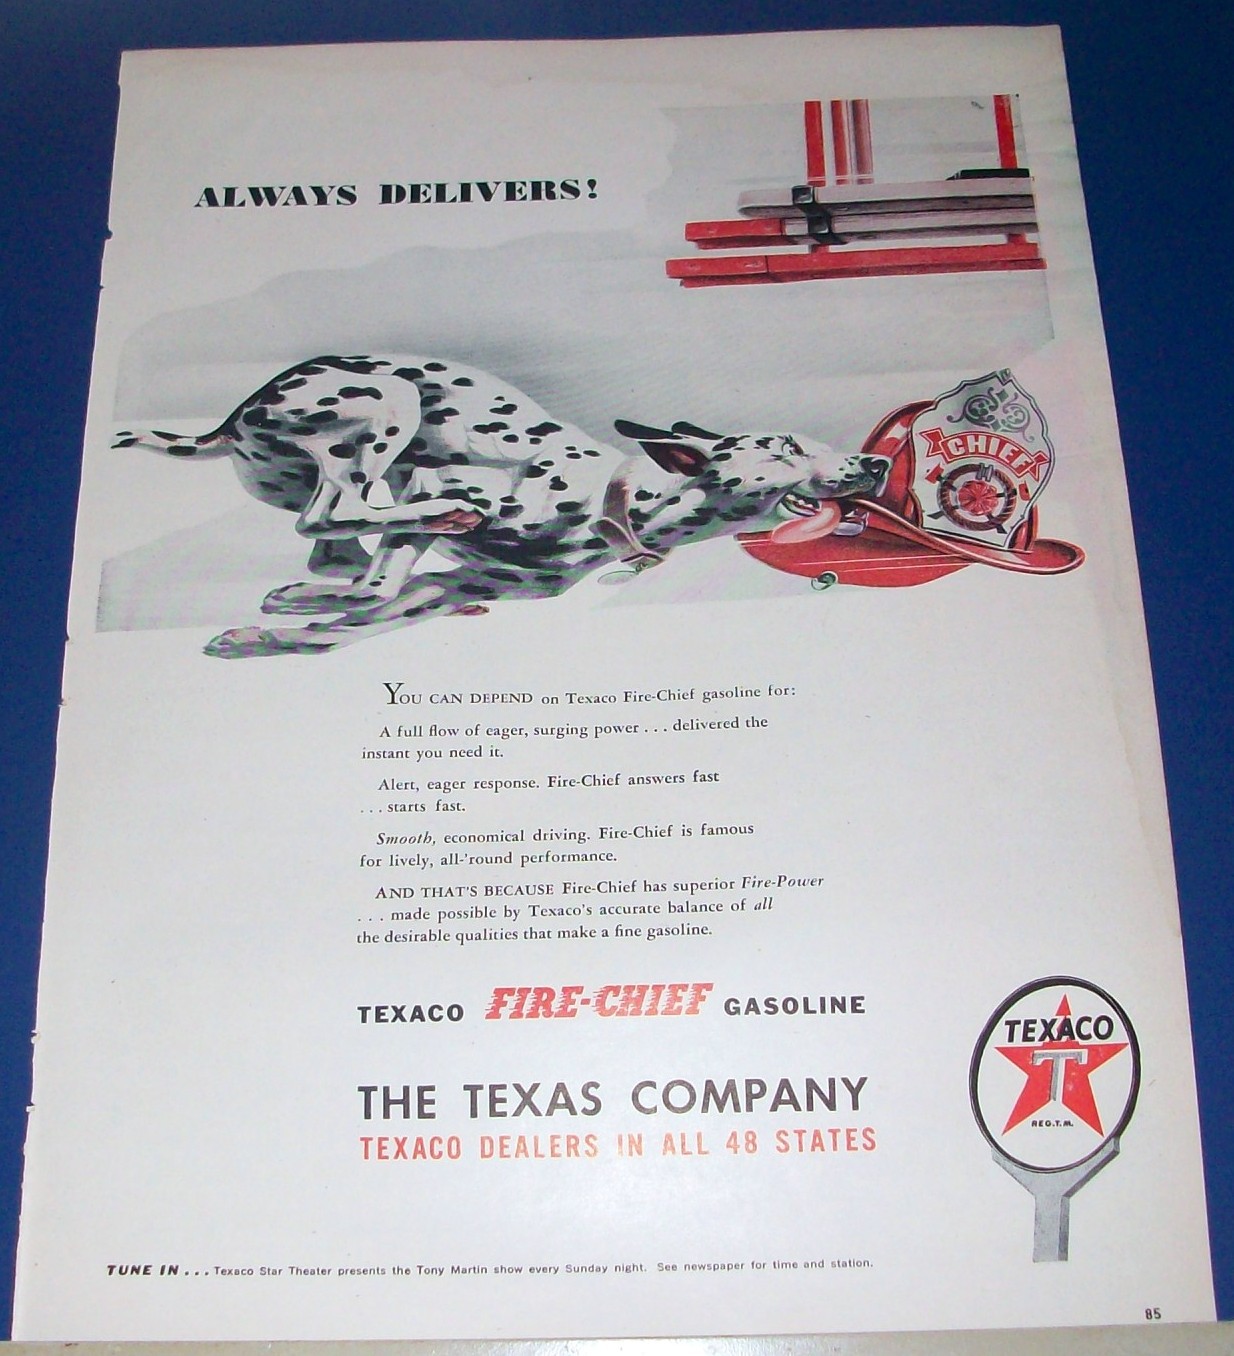 ALWAYS DELIVERS!
CHIEF
YOU CAN DEPEND on Texaco Fire-Chief gasoline for:
A full flow of eager, surging power . . . delivered the
instant you need it.
Alert, eager response. Fire-Chief answers fast
. . . starts fast.
Smooth, economical driving. Fire-Chief is famous
for lively, all-'round performance.
AND THAT'S BECAUSE Fire-Chief has superior Fire-Power
. . . made possible by Texaco's accurate balance of all
the desirable qualities that make a fine gasoline.
TEXACO FIRE-CHIEF GASOLINE
THE TEXAS COMPANY
TEXACO DEALERS IN ALL 48 STATES
TEXACO
T
REG.T.M.
TUNE IN . . . Texaco Star Theater presents the Tony Martin show every Sunday night. See newspaper for time and station.
85